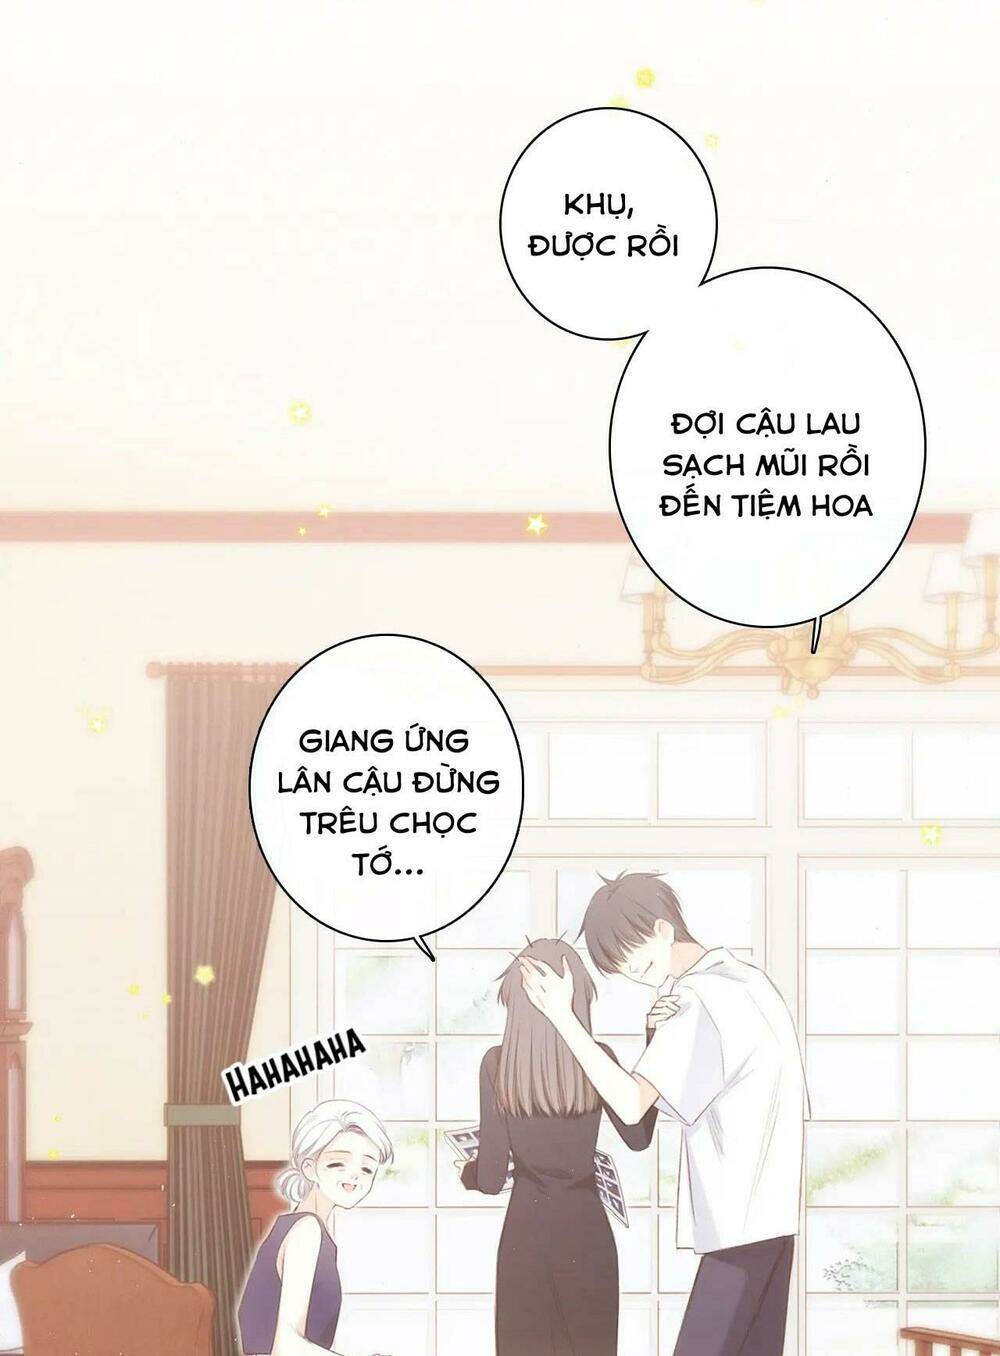 KHỤ,
ĐƯỢC RỒI
ĐỢI CẬU LAU
SẠCH MŨI RỒI
ĐẾN TIỆM HOA
GIANG ỨNG
LÂN CẬU ĐỪNG
TRÊU CHỌC
TỚ...
HAHAHAHA